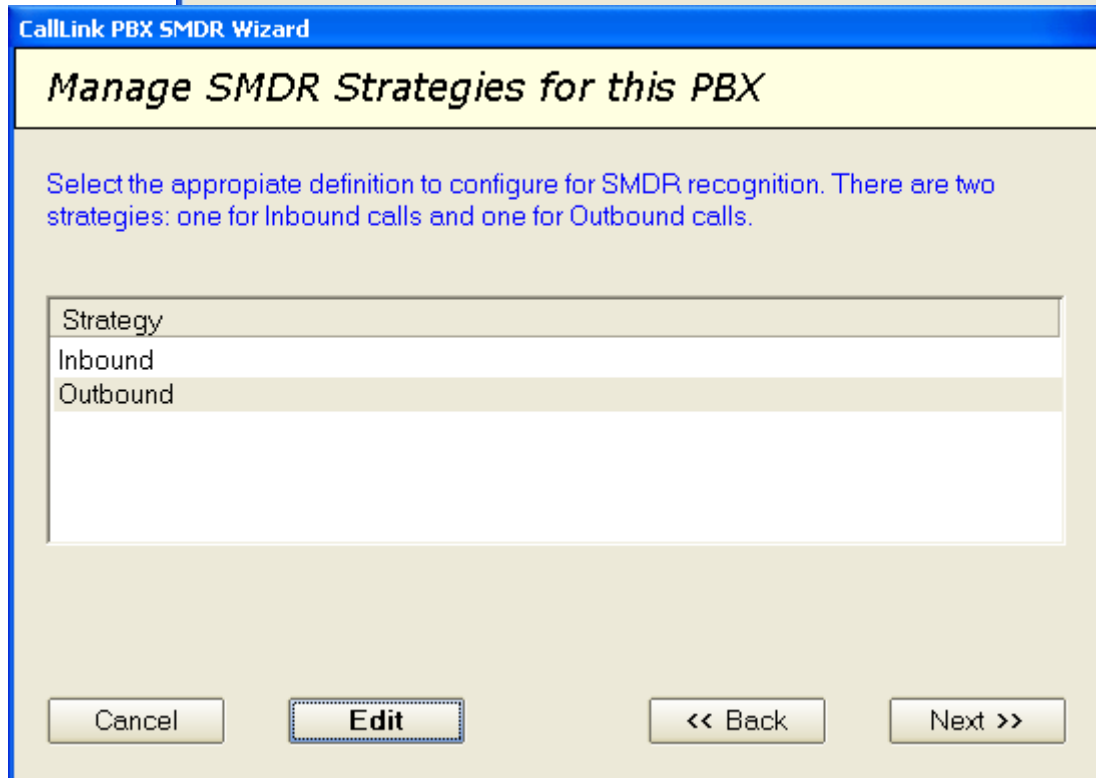 CallLink PBX SMDR Wizard
Manage SMDR Strategies for this PBX
Select the appropiate definition to configure for SMDR recognition. There are two
strategies: one for Inbound calls and one for Outbound calls.
Strategy
Inbound
Outbound
Cancel Edit << Back Next >>